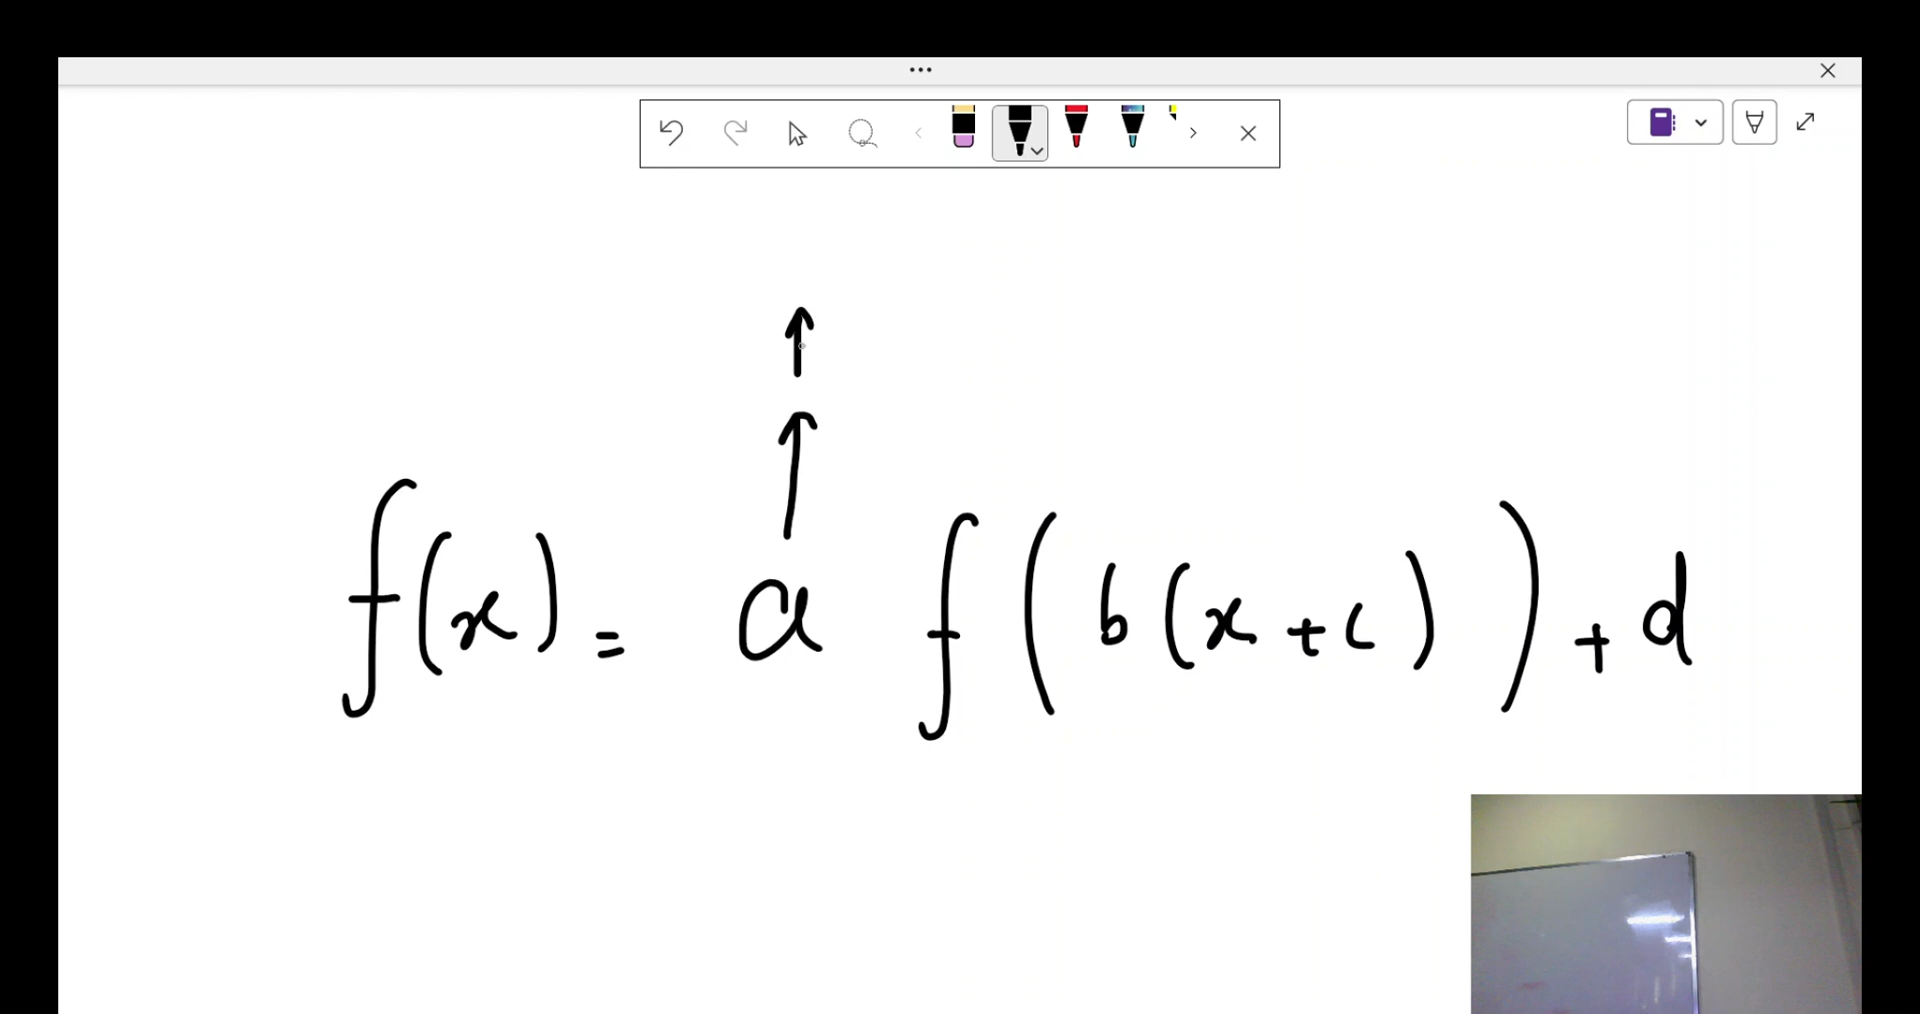 f(x) = a f(b(x+c)) + d